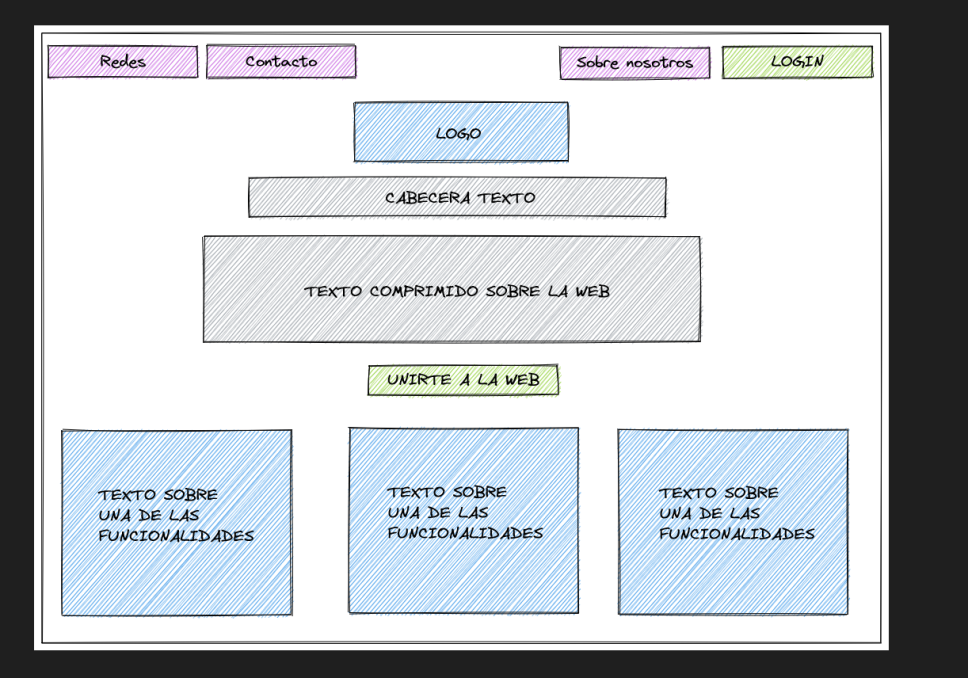 Redes
Contacto
Sobre nosotros
LOGIN
LOGO
CABECERA TEXTO
TEXTO COMPRIMIDO SOBRE LA WEB
UNIRTE A LA WEB
TEXTO SOBRE
UNA DE LAS
FUNCIONALIDADES
TEXTO SOBRE
UNA DE LAS
FUNCIONALIDADES
TEXTO SOBRE
UNA DE LAS
FUNCIONALIDADES